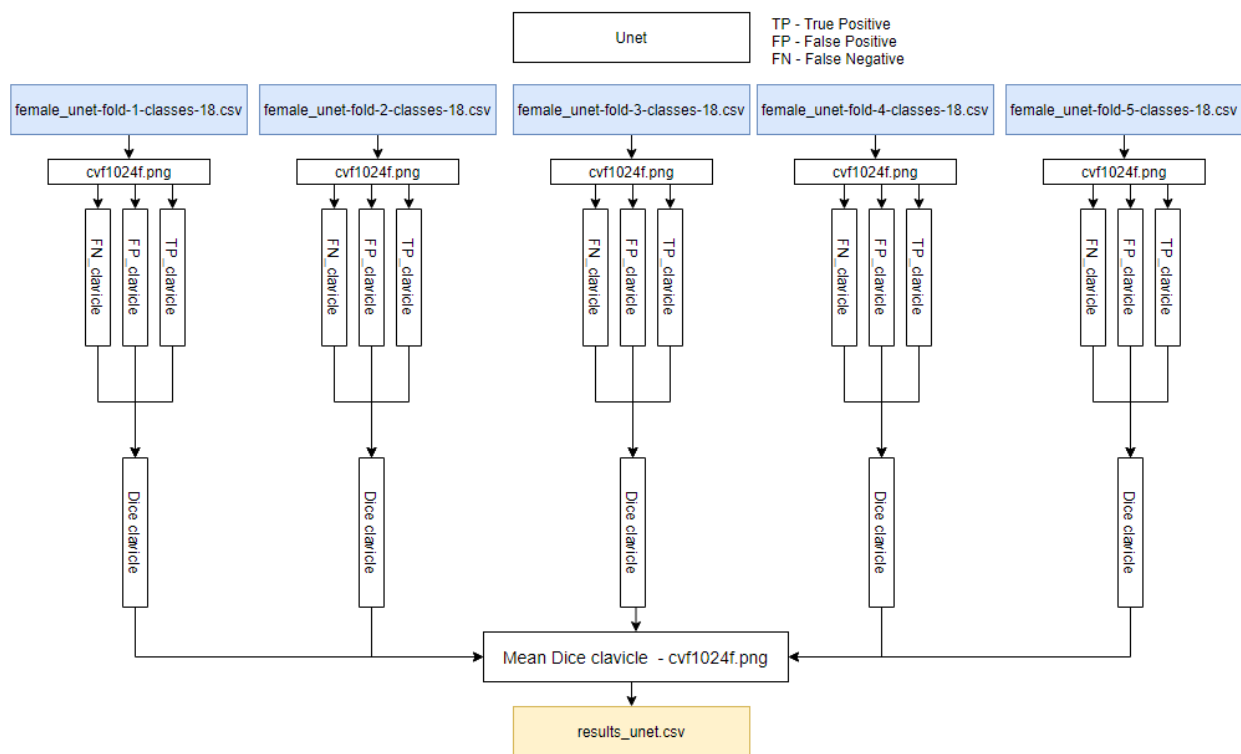 Unet
TP - True Positive
FP - False Positive
FN - False Negative
female_unet-fold-1-classes-18.csv
female_unet-fold-2-classes-18.csv
female_unet-fold-3-classes-18.csv
female_unet-fold-4-classes-18.csv
female_unet-fold-5-classes-18.csv
cvf1024f.png
cvf1024f.png
cvf1024f.png
cvf1024f.png
cvf1024f.png
FN_clavicle
FP_clavicle
TP_clavicle
FN_clavicle
FP_clavicle
TP_clavicle
FN_clavicle
FP_clavicle
TP_clavicle
FN_clavicle
FP_clavicle
TP_clavicle
FN_clavicle
FP_clavicle
TP_clavicle
Dice clavicle
Dice clavicle
Dice clavicle
Dice clavicle
Dice clavicle
Mean Dice clavicle - cvf1024f.png
results_unet.csv